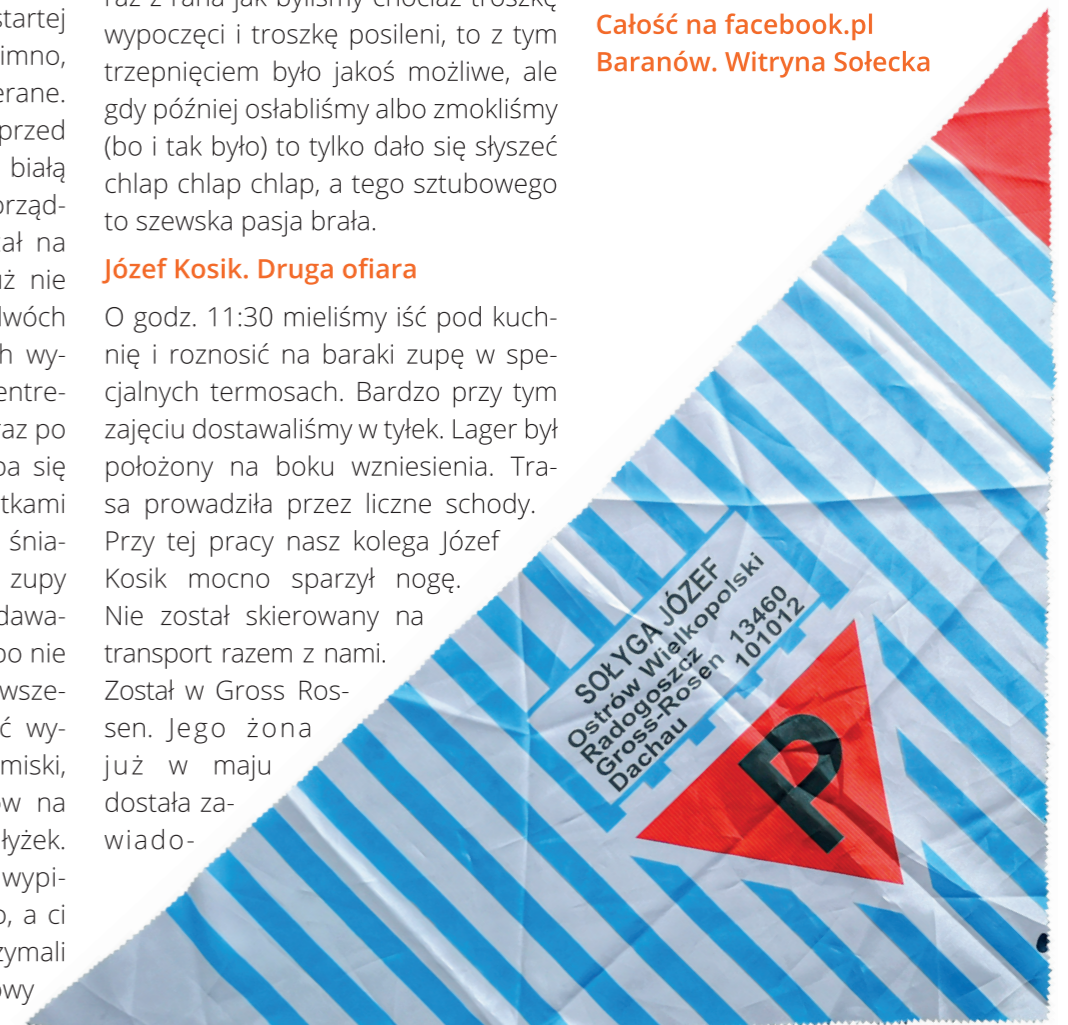 startej
imno,
erane.
przed
białą
orząd-
ał na
uż nie
dwóch
h wy-
entre-
raz po
ba się
tkami
śnia-
zupy
dawa-
bo nie
wsze-
ć wy-
miski,
ów na
łyżek.
wypi-
o, a ci
zymali
owy
raz z rana jak byliśmy chociaż troszkę
wypoczęci i troszkę posileni, to z tym
trzepnięciem było jakoś możliwe, ale
gdy później osłabliśmy albo zmokliśmy
(bo i tak było) to tylko dało się słyszeć
chlap chlap chlap, a tego sztubowego
to szewska pasja brała.
Józef Kosik. Druga ofiara
O godz. 11:30 mieliśmy iść pod kuch-
nię i roznosić na baraki zupę w spe-
cjalnych termosach. Bardzo przy tym
zajęciu dostawaliśmy w tyłek. Lager był
położony na boku wzniesienia. Tra-
sa prowadziła przez liczne schody.
Przy tej pracy nasz kolega Józef
Kosik mocno sparzył nogę.
Nie został skierowany na
transport razem z nami.
Został w Gross Ros-
sen. Jego żona
już w maju
dostała za-
wiado-
Całość na facebook.pl
Baranów. Witryna Sołecka
SOŁYGA JÓZEF
Ostrów Wielkopolski
Radogoszcz
Gross-Rosen 13460
Dachau 101012
P